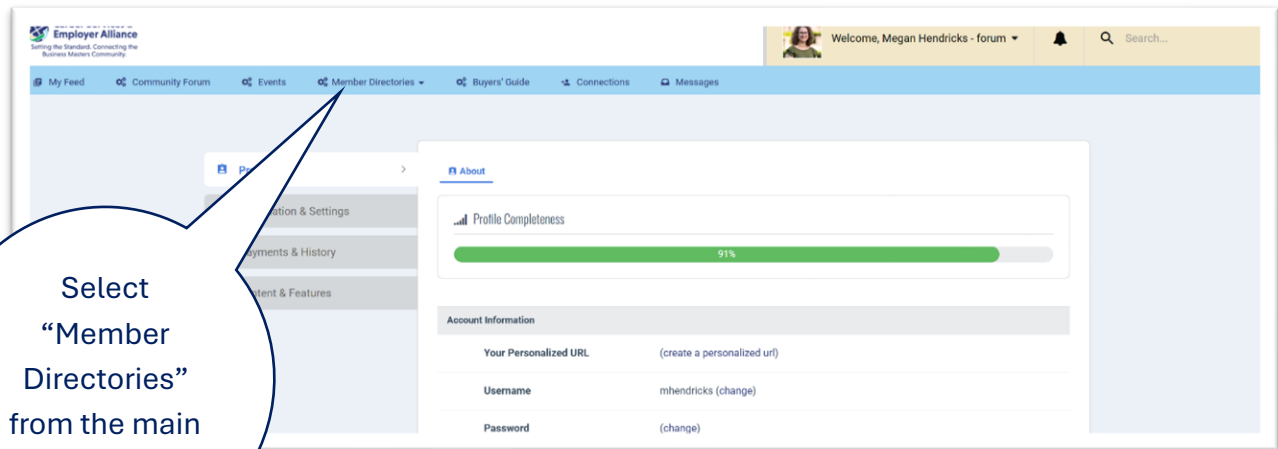 Employer Alliance
Setting the Standard. Connecting the
Business Masters Community.
Welcome, Megan Hendricks - forum
Search...
My Feed Community Forum Events Member Directories Buyers' Guide Connections Messages
About
ation & Settings
Profile Completeness
ayments & History
91%
tent & Features
Account Information
Your Personalized URL (create a personalized url)
Username mhendricks (change)
Password (change)
Select
“Member
Directories”
from the main